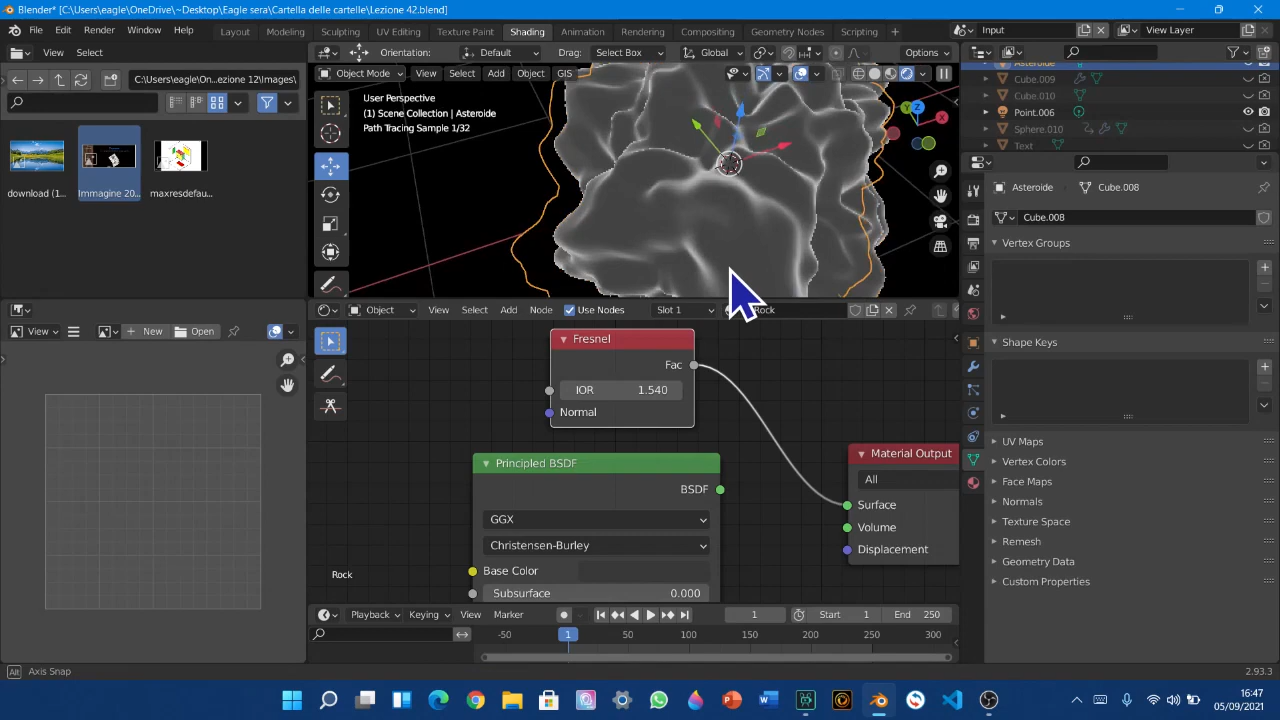 Blender* [C:\Users\eagle\OneDrive\~Desktop\Eagle sera\Cartella delle cartelle\Lezione 42.blend]
File Edit Render Window Help Layout Modeling Sculpting UV Editing Texture Paint Shading Animation Rendering Compositing Geometry Nodes Scripting Input View Layer
View Select Orientation: Default Drag: Select Box Global Options
C:\Users\eagle\On...ezione 12\Images\
Object Mode View Select Add Object GIS
User Perspective
(1) Scene Collection | Asteroide
Path Tracing Sample 1/32
X
Y
Z
Asteroide
Cube.009
Cube.010
Point.006
Sphere.010
Text
download (1...
Immagine 20...
maxresdefau...
Asteroide Cube.008
Cube.008
Vertex Groups
Shape Keys
UV Maps
Vertex Colors
Face Maps
Normals
Texture Space
Remesh
Geometry Data
Custom Properties
View New Open
Object View Select Add Node Use Nodes Slot 1 Rock
Fresnel
Fac
IOR 1.540
Normal
Principled BSDF
BSDF
GGX
Christensen-Burley
Base Color
Subsurface 0.000
Material Output
All
Surface
Volume
Displacement
Rock
Playback Keying View Marker 1 Start 1 End 250
-50 1 50 100 150 200 250 300
Alt Axis Snap 2.93.3
16:47
05/09/2021